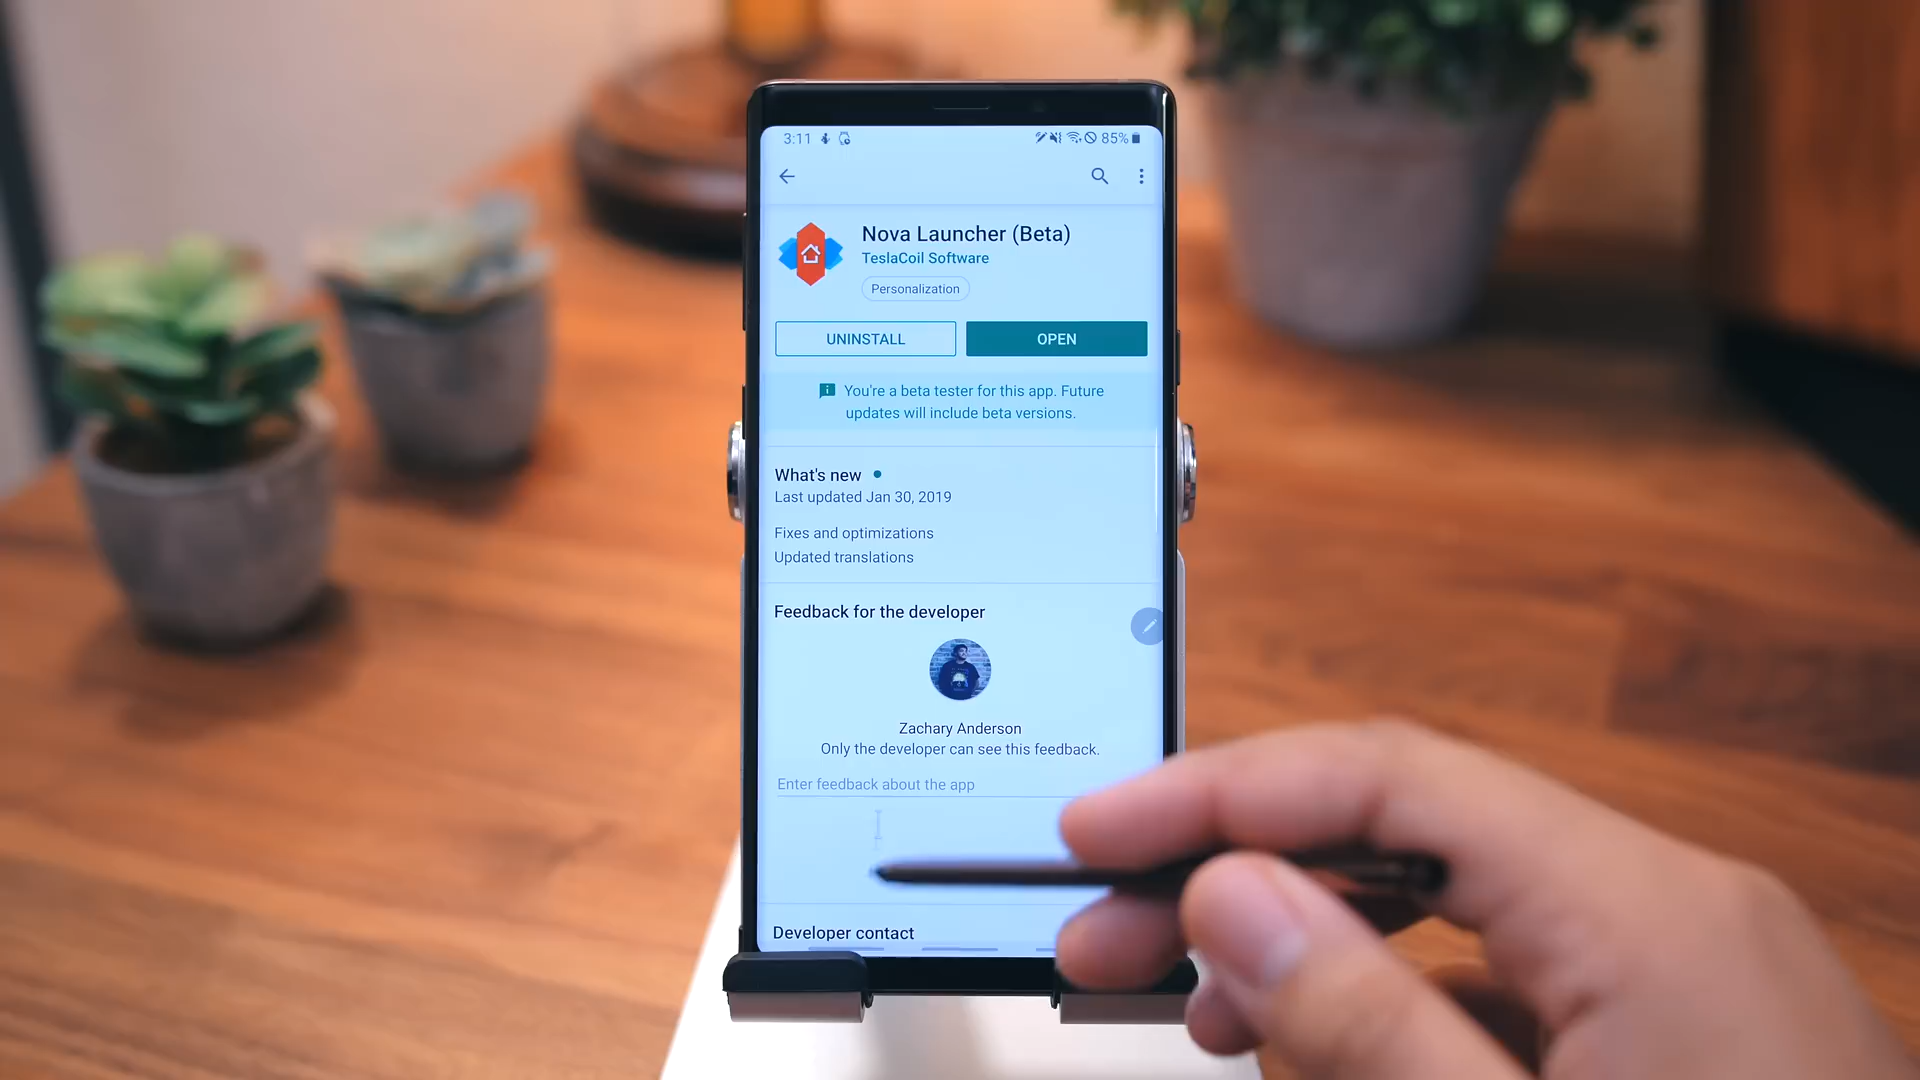 3:11
85%
Nova Launcher (Beta)
TeslaCoil Software
Personalization
UNINSTALL
OPEN
You're a beta tester for this app. Future
updates will include beta versions.
What's new
Last updated Jan 30, 2019
Fixes and optimizations
Updated translations
Feedback for the developer
Zachary Anderson
Only the developer can see this feedback.
Enter feedback about the app
Developer contact